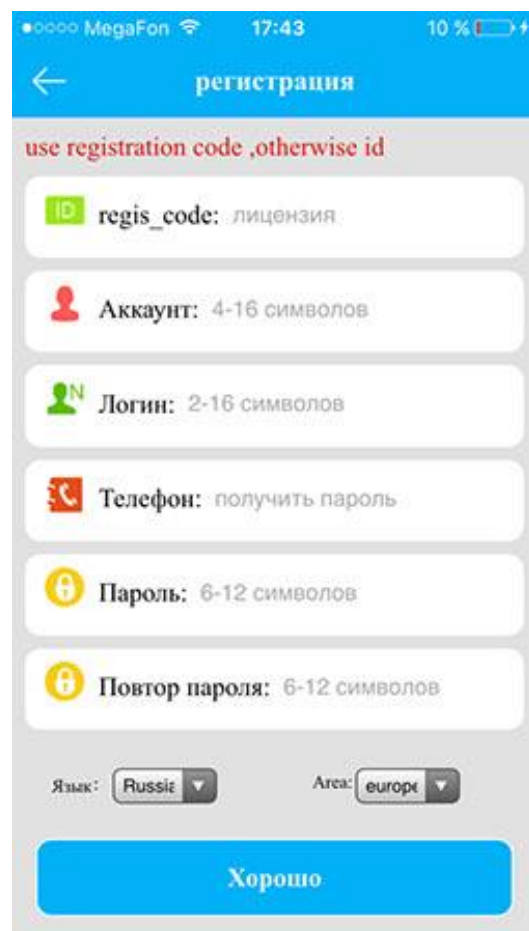 MegaFon 17:43 10 %
регистрация
use registration code ,otherwise id
ID regis_code: лицензия
Аккаунт: 4-16 символов
N Логин: 2-16 символов
Телефон: получить пароль
Пароль: 6-12 символов
Повтор пароля: 6-12 символов
Язык: Russia Area: europe
Хорошо